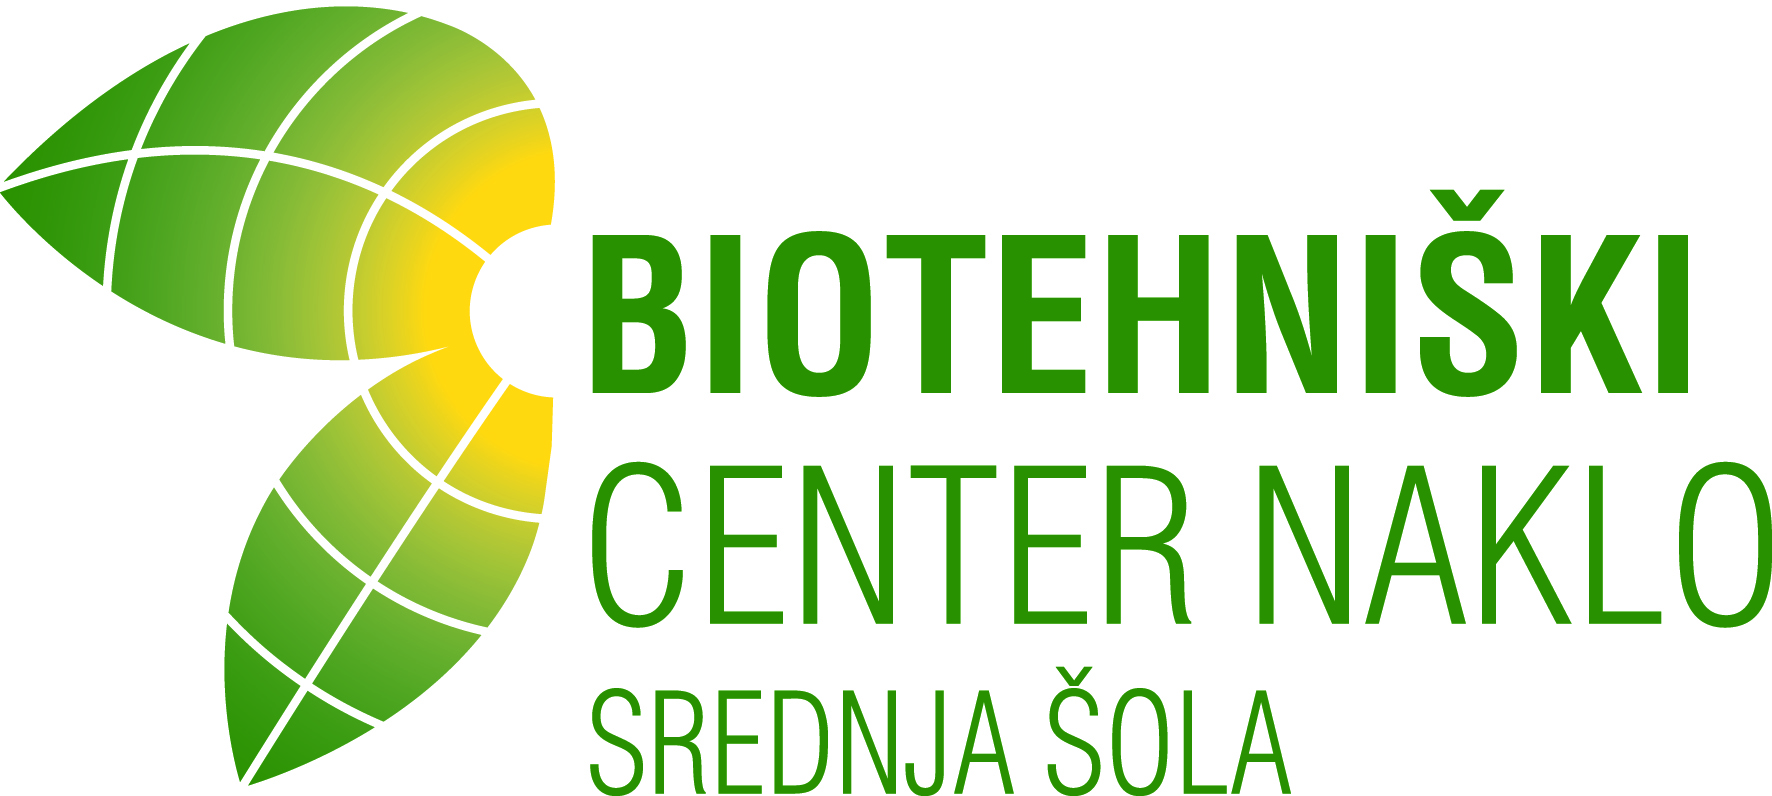 BIOTEHNIŠKI
CENTER NAKLO
SREDNJA ŠOLA